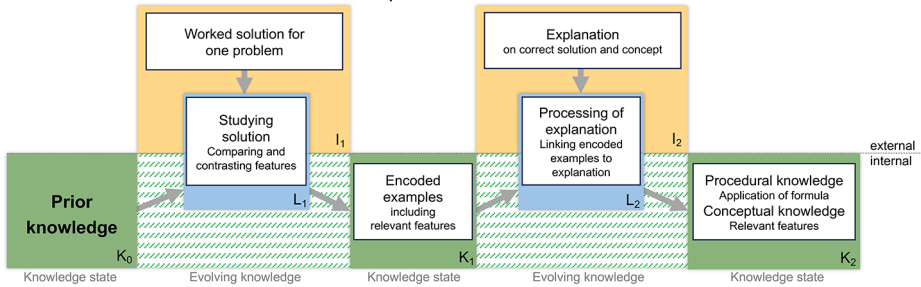 Worked solution for
one problem
Explanation
on correct solution and concept
Studying
solution
Comparing and
contrasting features
I1
Processing of
explanation
Linking encoded
examples to
explanation
I2
external
internal
Prior
knowledge
K0
L1
Encoded
examples
including
relevant features
K1
L2
Procedural knowledge
Application of formula
Conceptual knowledge
Relevant features
K2
Knowledge state
Evolving knowledge
Knowledge state
Evolving knowledge
Knowledge state